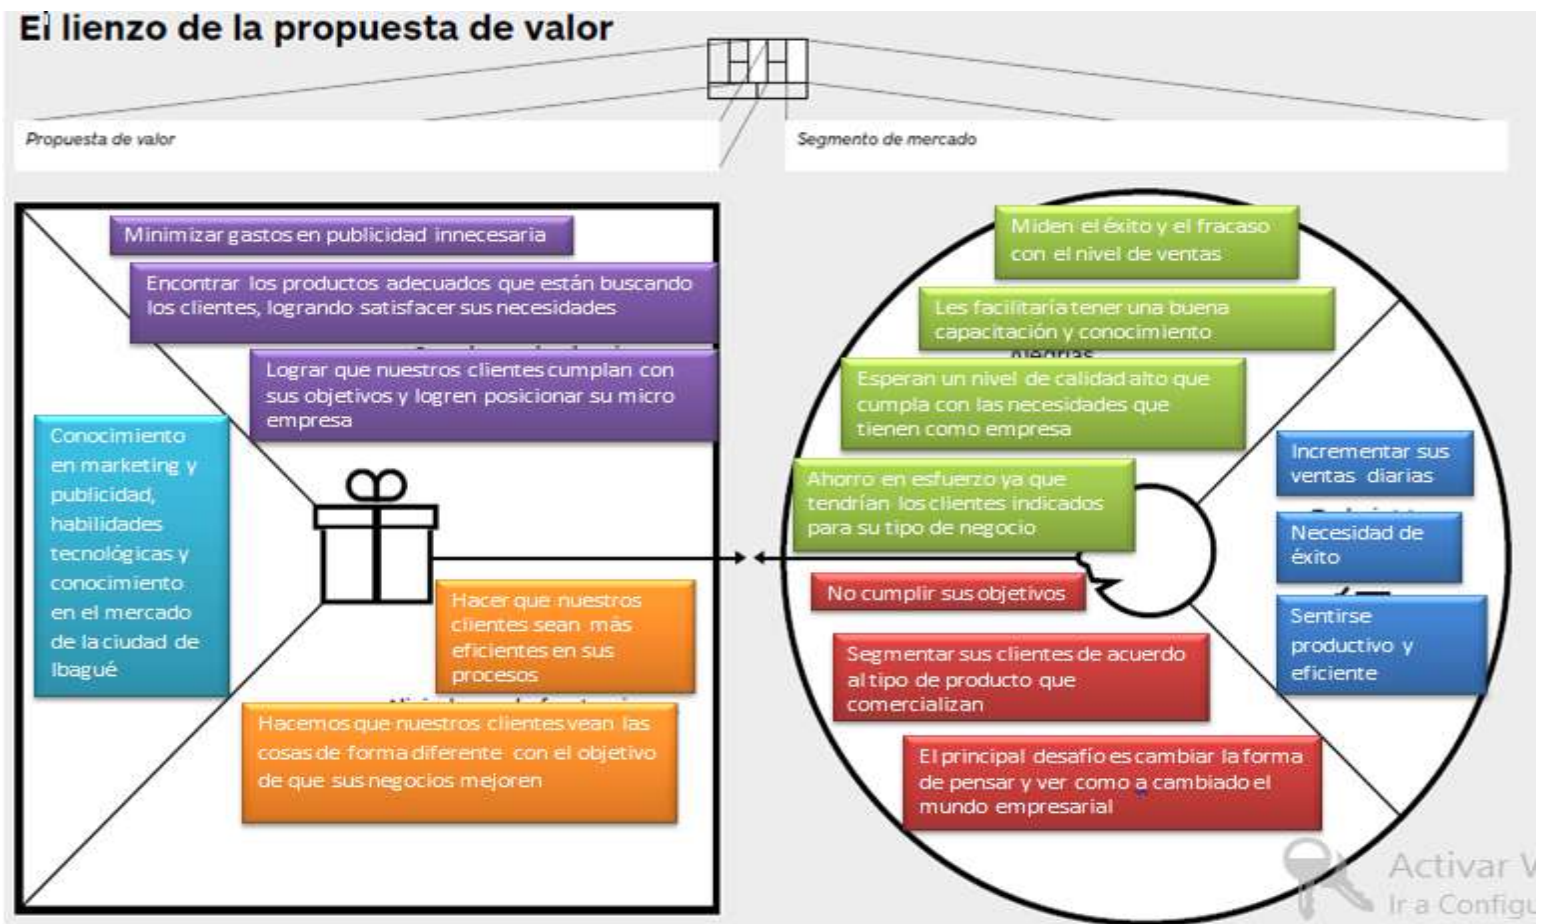 El lienzo de la propuesta de valor
Propuesta de valor
Segmento de mercado
Minimizar gastos en publicidad innecesaria
Encontrar los productos adecuados que están buscando
los clientes, logrando satisfacer sus necesidades
Lograr que nuestros clientes cumplan con
sus objetivos y logren posicionar su micro
empresa
Conocimiento
en marketing y
publicidad,
habilidades
tecnológicas y
conocimiento
en el mercado
de la ciudad de
Ibagué
Hacer que nuestros
clientes sean más
eficientes en sus
procesos
Hacemos que nuestros clientes vean las
cosas de forma diferente con el objetivo
de que sus negocios mejoren
Miden el éxito y el fracaso
con el nivel de ventas
Les facilitaría tener una buena
capacitación y conocimiento
Alegrías
Esperan un nivel de calidad alto que
cumpla con las necesidades que
tienen como empresa
Ahorro en esfuerzo ya que
tendrían los clientes indicados
para su tipo de negocio
No cumplir sus objetivos
Segmentar sus clientes de acuerdo
al tipo de producto que
comercializan
El principal desafío es cambiar la forma
de pensar y ver como a cambiado el
mundo empresarial
Incrementar sus
ventas diarias
Necesidad de
éxito
Sentirse
productivo y
eficiente
Activar
Ir a Configu